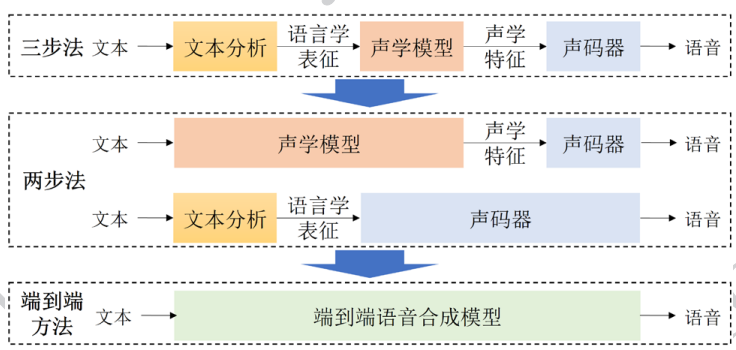 三步法 文本 文本分析 语言学表征 声学模型 声学特征 声码器 语音
两步法
文本 声学模型 声学特征 声码器 语音
文本 文本分析 语言学表征 声码器 语音
端到端方法 文本 端到端语音合成模型 语音